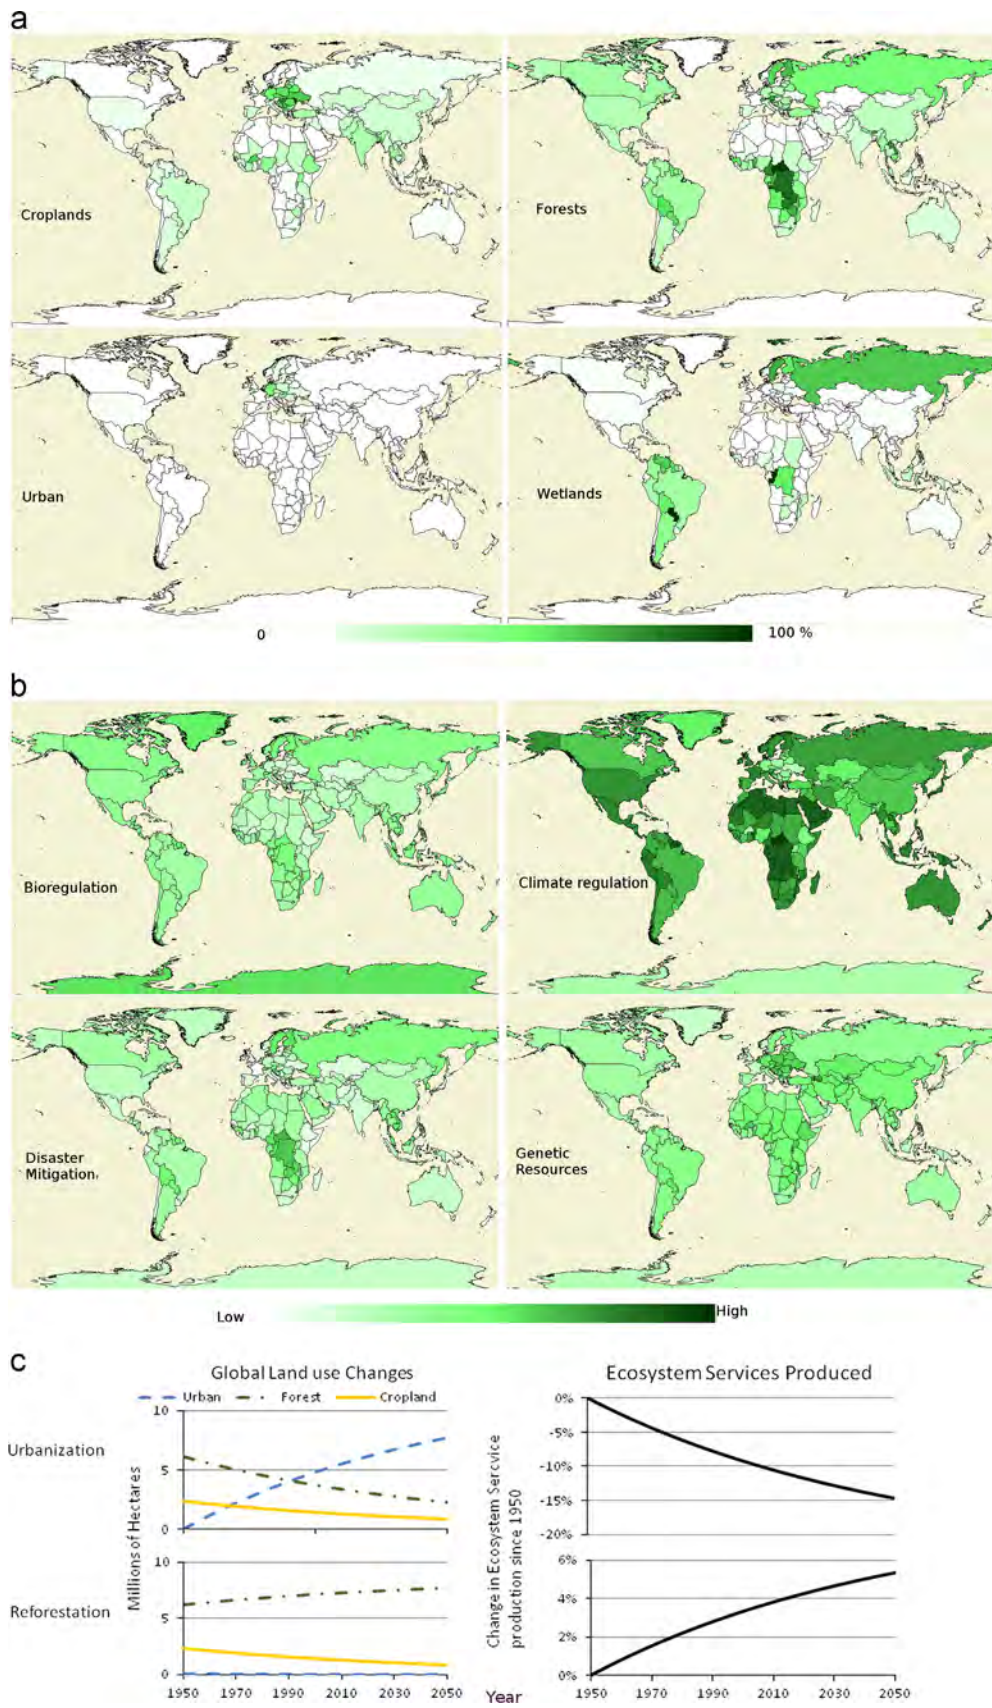 a
Croplands
Forests
Urban
Wetlands
0
100 %
b
Bioregulation
Climate regulation
Disaster
Mitigation
Genetic
Resources
Low
High
c
Global Land use Changes
Urban
Forest
Cropland
Ecosystem Services Produced
Urbanization
Reforestation
Millions of Hectares
10
5
0
10
5
0
1950
1970
1990
2010
2030
2050
Change in Ecosystem Sercvice
production since 1950
0%
-5%
-10%
-15%
-20%
6%
4%
2%
0%
1950
1970
1990
2010
2030
2050
Year